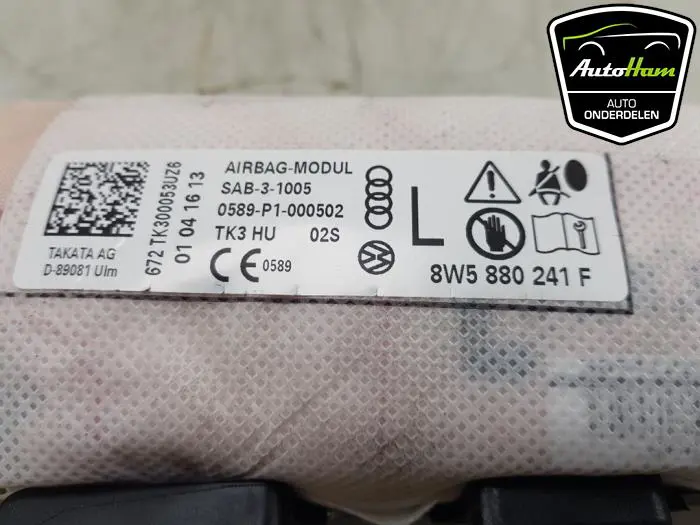 AutoHam
AUTO
ONDERDELEN
TAKATA AG
D-89081 Ulm
672 TK300053UZ6
01 04 16 13
AIRBAG-MODUL
SAB-3-1005
0589-P1-000502
TK3 HU 02S
CE 0589
L
8W5 880 241 F